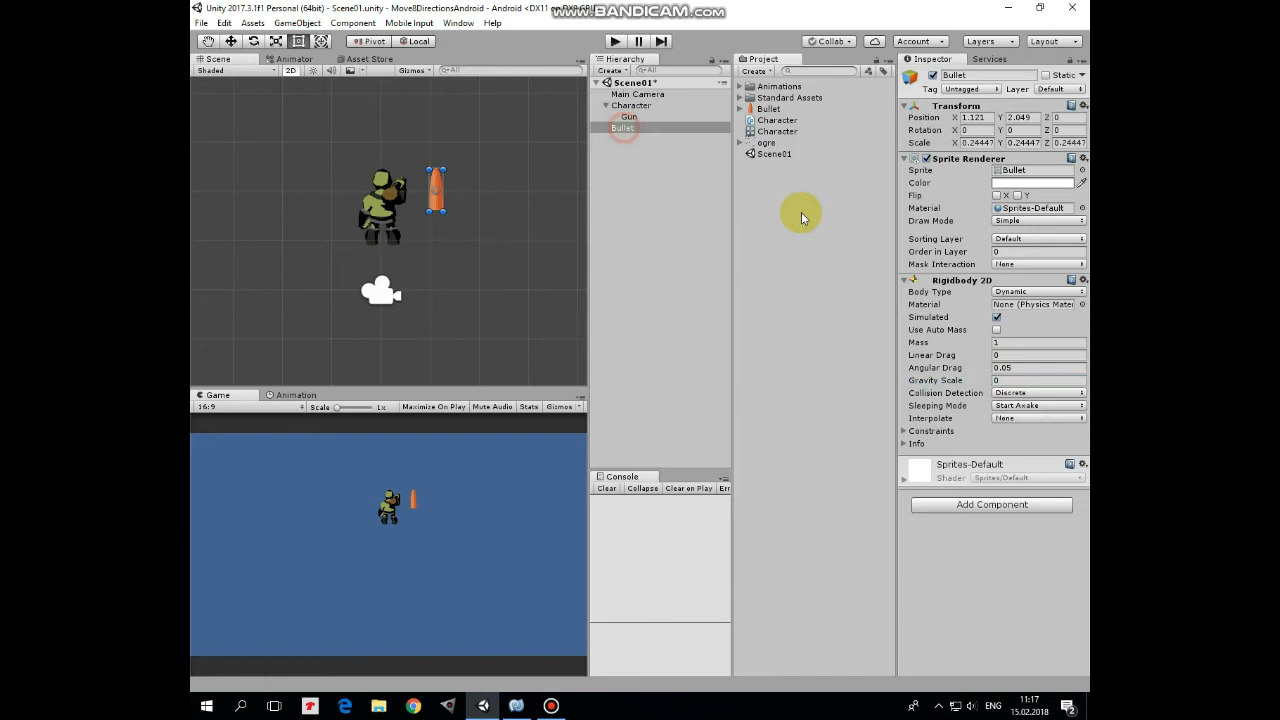 Unity 2017.3.1f1 Personal (64bit) - Scene01.unity - Move8DirectionsAndroid - Android <DX11 on DX9 GPU>
www.BANDICAM.com
File Edit Assets GameObject Component Mobile Input Window Help
Pivot Local Collab Account Layers Layout
Scene Animator Asset Store
Shaded 2D Gizmos All
Hierarchy
Create All
Scene01*
Main Camera
Character
Gun
Bullet
Project
Create
Animations
Standard Assets
Bullet
Character
Character
ogre
Scene01
Inspector Services
Bullet Static
Tag Untagged Layer Default
Transform
Position X 1.121 Y 2.049 Z 0
Rotation X 0 Y 0 Z 0
Scale X 0.24447 Y 0.24447 Z 0.24447
Sprite Renderer
Sprite Bullet
Color
Flip X Y
Material Sprites-Default
Draw Mode Simple
Sorting Layer Default
Order in Layer 0
Mask Interaction None
Rigidbody 2D
Body Type Dynamic
Material None (Physics Mater
Simulated
Use Auto Mass
Mass 1
Linear Drag 0
Angular Drag 0.05
Gravity Scale 0
Collision Detection Discrete
Sleeping Mode Start Awake
Interpolate None
Constraints
Info
Sprites-Default
Shader Sprites/Default
Add Component
Game Animation
16:9 Scale 1x Maximize On Play Mute Audio Stats Gizmos
Console
Clear Collapse Clear on Play Err
ENG
11:17
15.02.2018
2